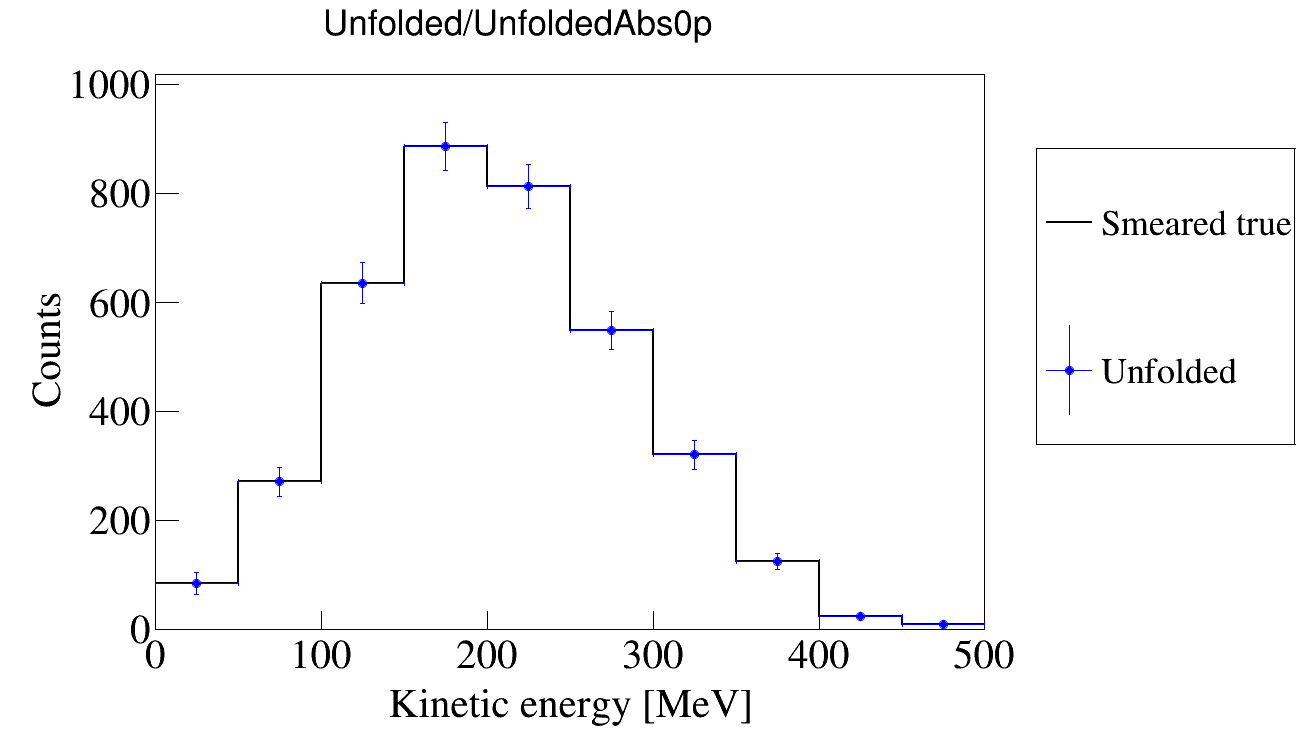 Unfolded/UnfoldedAbs0p
1000
800
600
400
200
0
Counts
0 100 200 300 400 500
Kinetic energy [MeV]
Smeared true
Unfolded